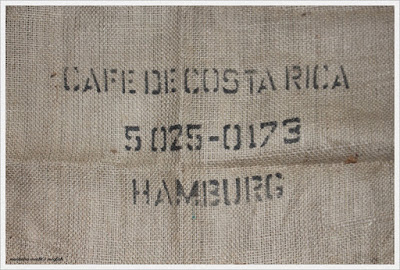 CAFE DE COSTA RICA
5 025-0173
HAMBURG